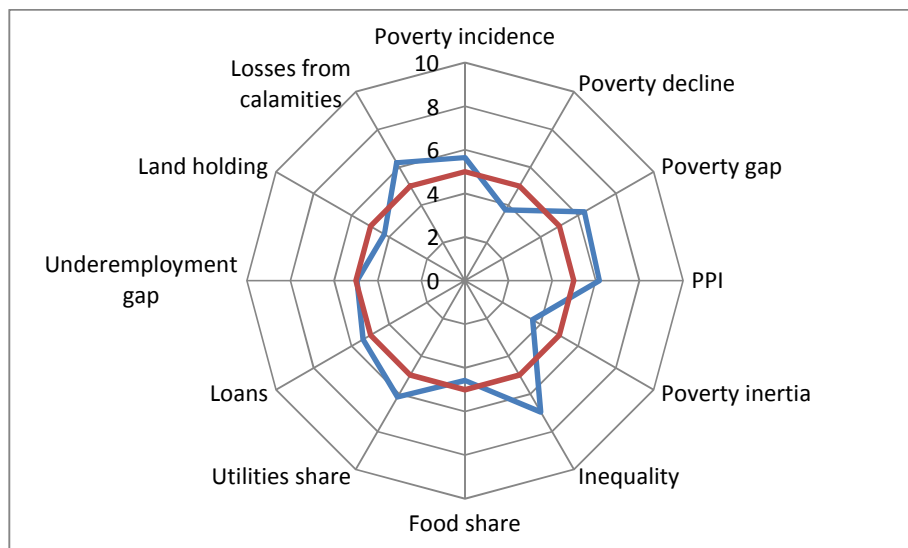 Poverty incidence
Poverty decline
Poverty gap
PPI
Poverty inertia
Inequality
Food share
Utilities share
Loans
Underemployment
gap
Land holding
Losses from
calamities
10
8
6
4
2
0